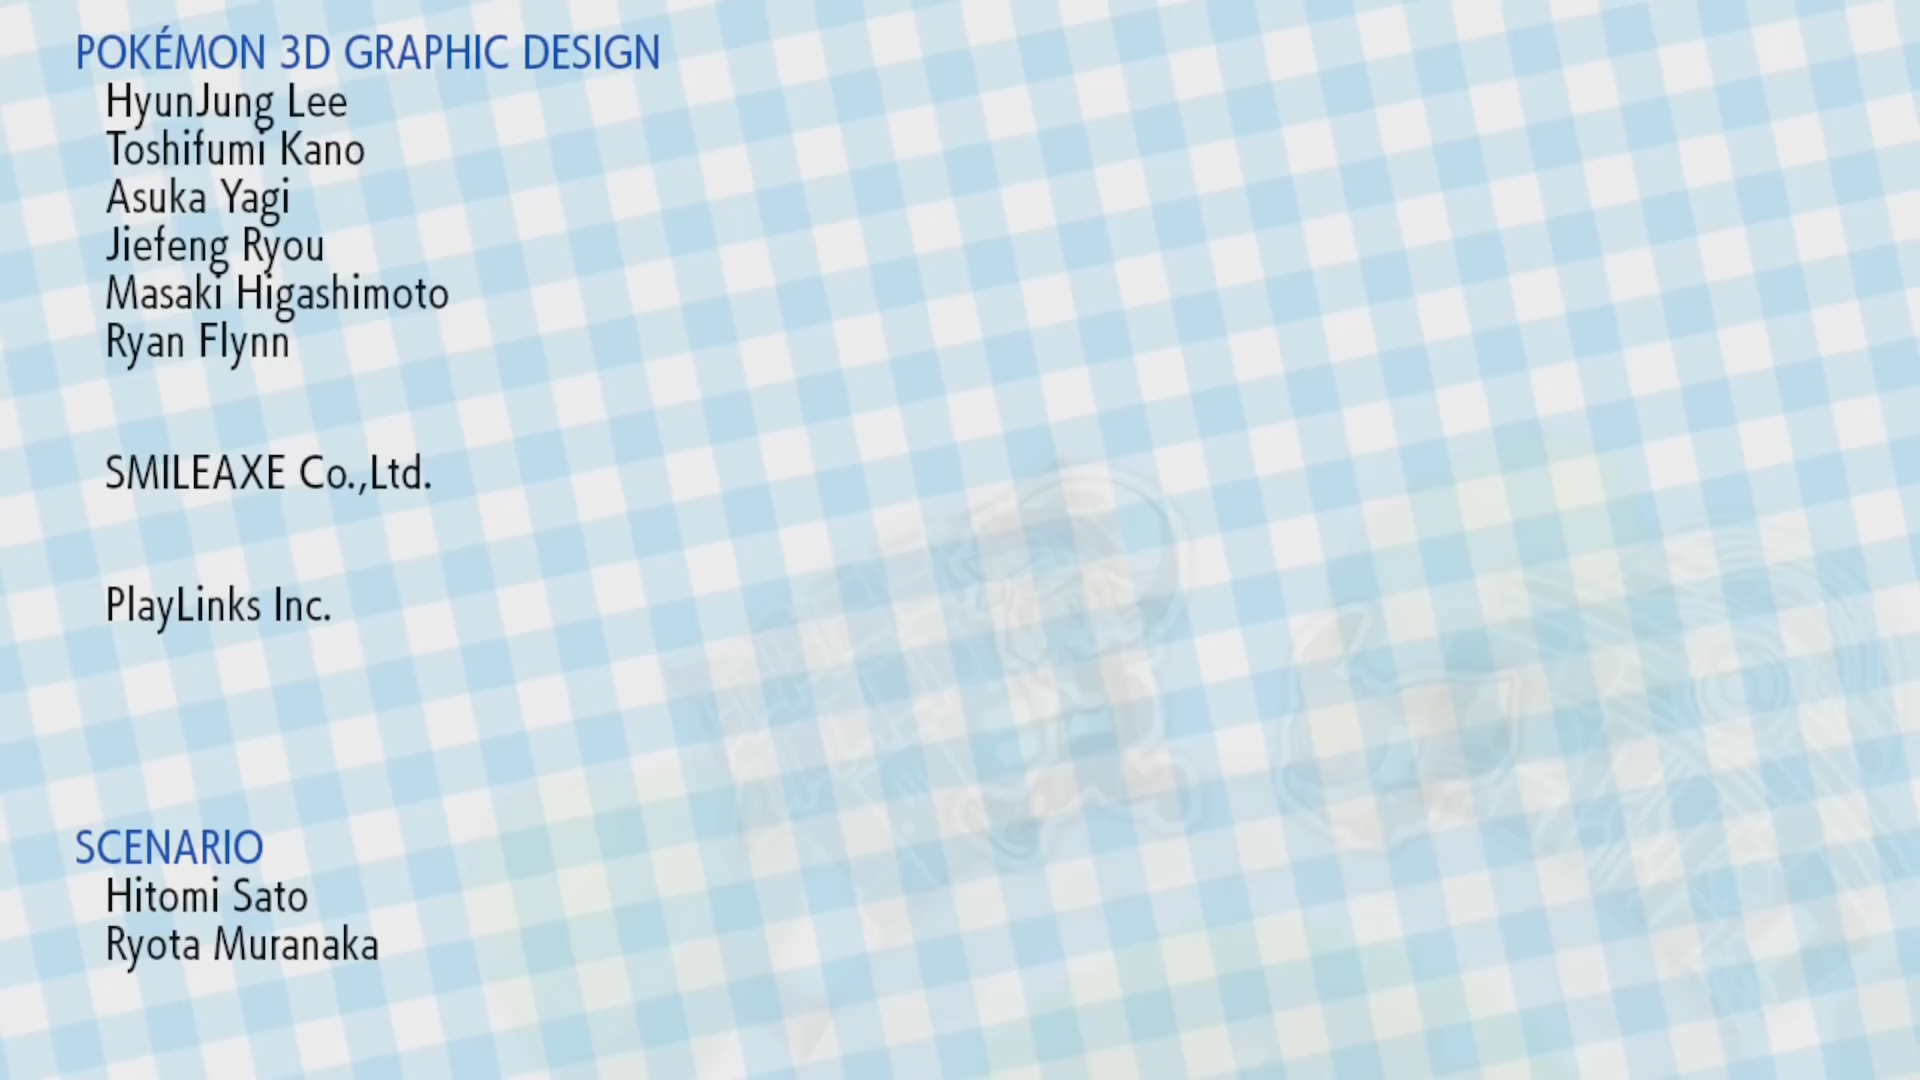 POKÉMON 3D GRAPHIC DESIGN
HyunJung Lee
Toshifumi Kano
Asuka Yagi
Jiefeng Ryou
Masaki Higashimoto
Ryan Flynn
SMILEAXE Co.,Ltd.
PlayLinks Inc.
SCENARIO
Hitomi Sato
Ryota Muranaka